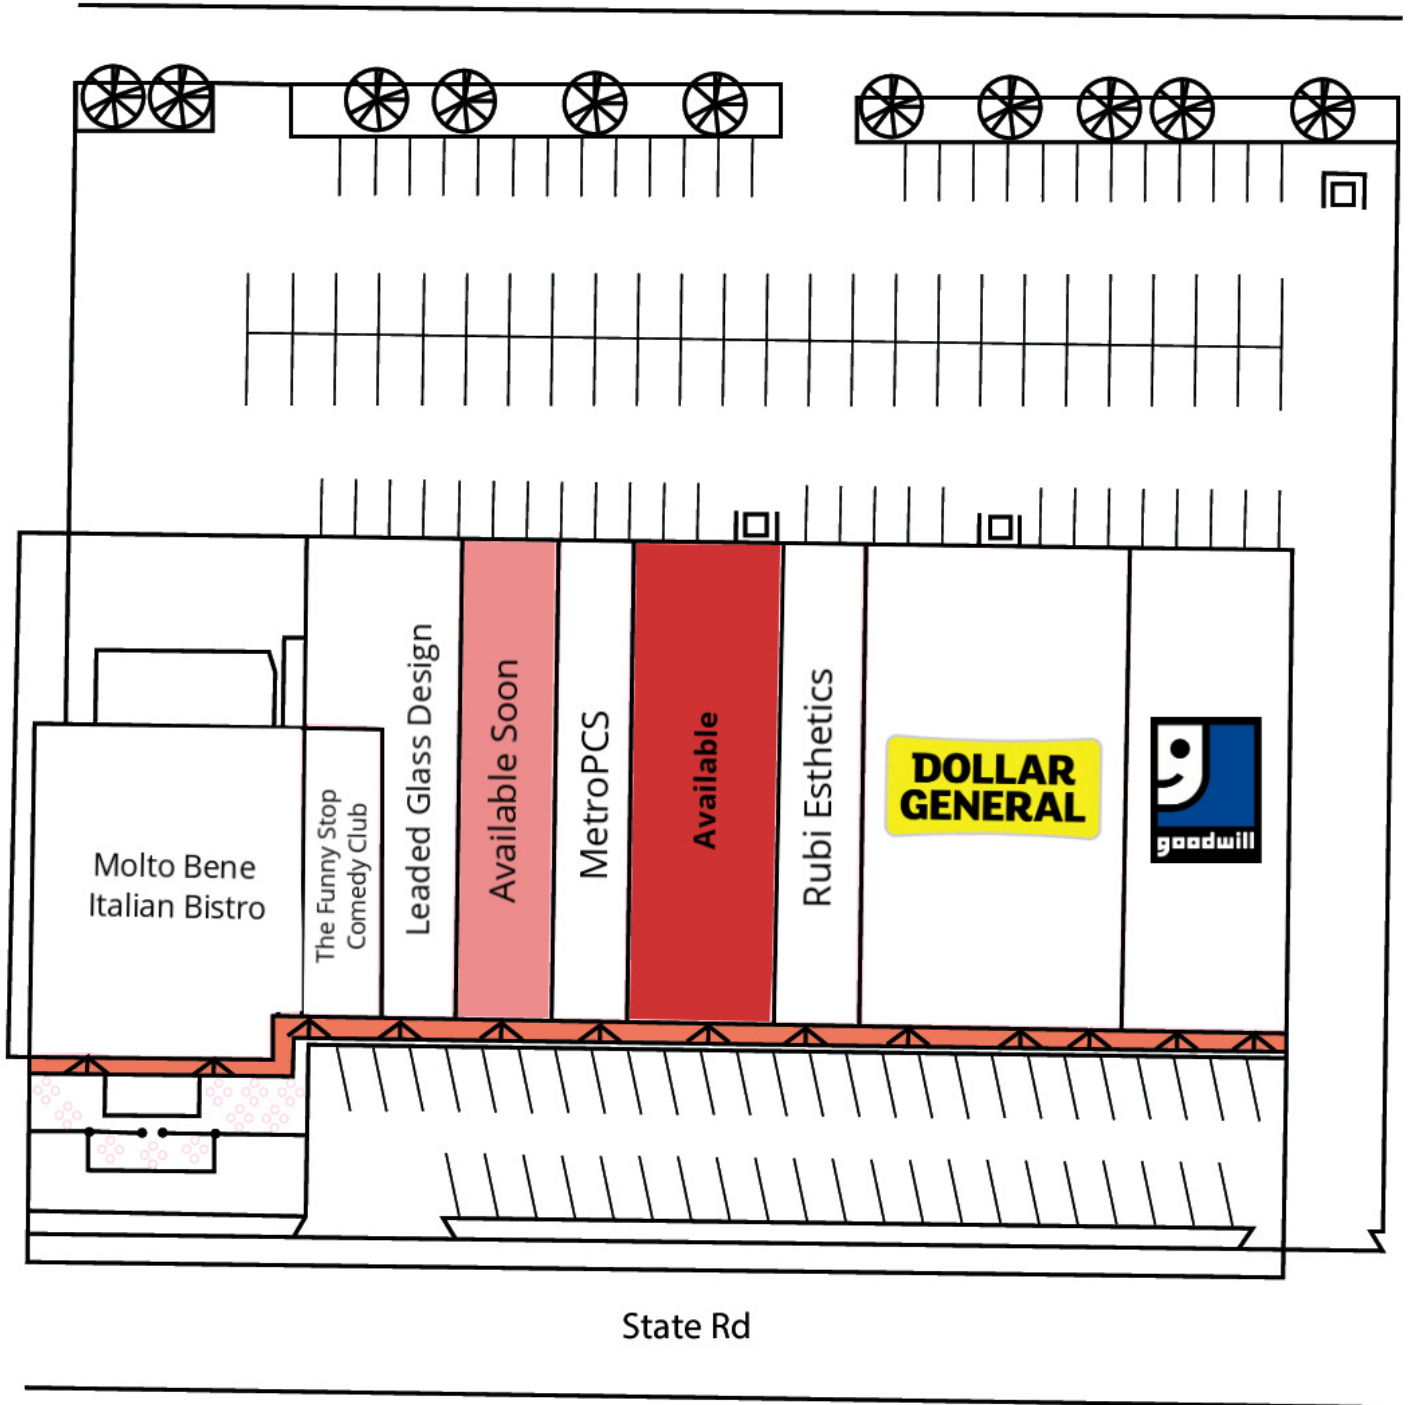 Molto Bene
Italian Bistro
The Funny Stop
Comedy Club
Leaded Glass Design
Available Soon
MetroPCS
Available
Rubi Esthetics
DOLLAR
GENERAL
goodwill
State Rd